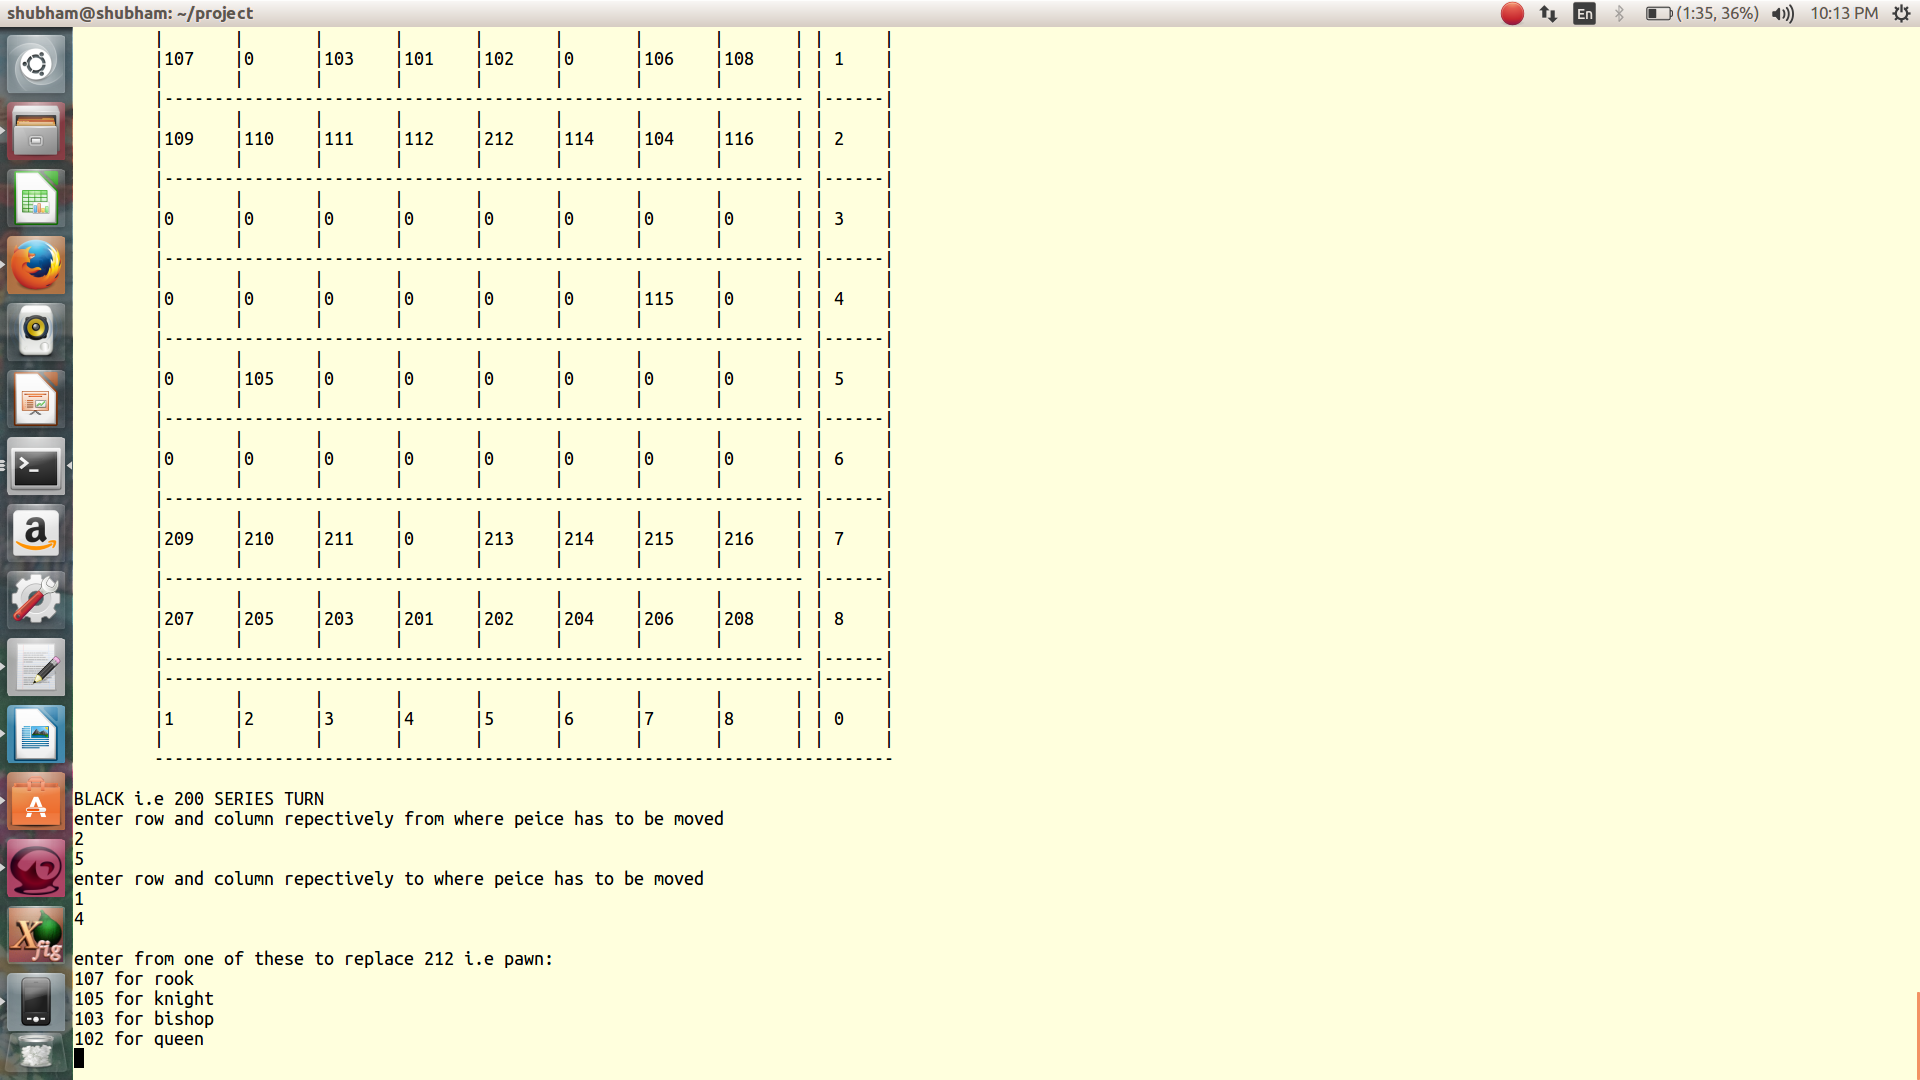 shubham@shubham: ~/project
En (1:35, 36%) 10:13 PM
|107 |0 |103 |101 |102 |0 |106 |108 | | 1 |
|109 |110 |111 |112 |212 |114 |104 |116 | | 2 |
|0 |0 |0 |0 |0 |0 |0 |0 | | 3 |
|0 |0 |0 |0 |0 |0 |115 |0 | | 4 |
|0 |105 |0 |0 |0 |0 |0 |0 | | 5 |
|0 |0 |0 |0 |0 |0 |0 |0 | | 6 |
|209 |210 |211 |0 |213 |214 |215 |216 | | 7 |
|207 |205 |203 |201 |202 |204 |206 |208 | | 8 |
|1 |2 |3 |4 |5 |6 |7 |8 | | 0 |
BLACK i.e 200 SERIES TURN
enter row and column repectively from where peice has to be moved
2
5
enter row and column repectively to where peice has to be moved
1
4
enter from one of these to replace 212 i.e pawn:
107 for rook
105 for knight
103 for bishop
102 for queen
a
X fig